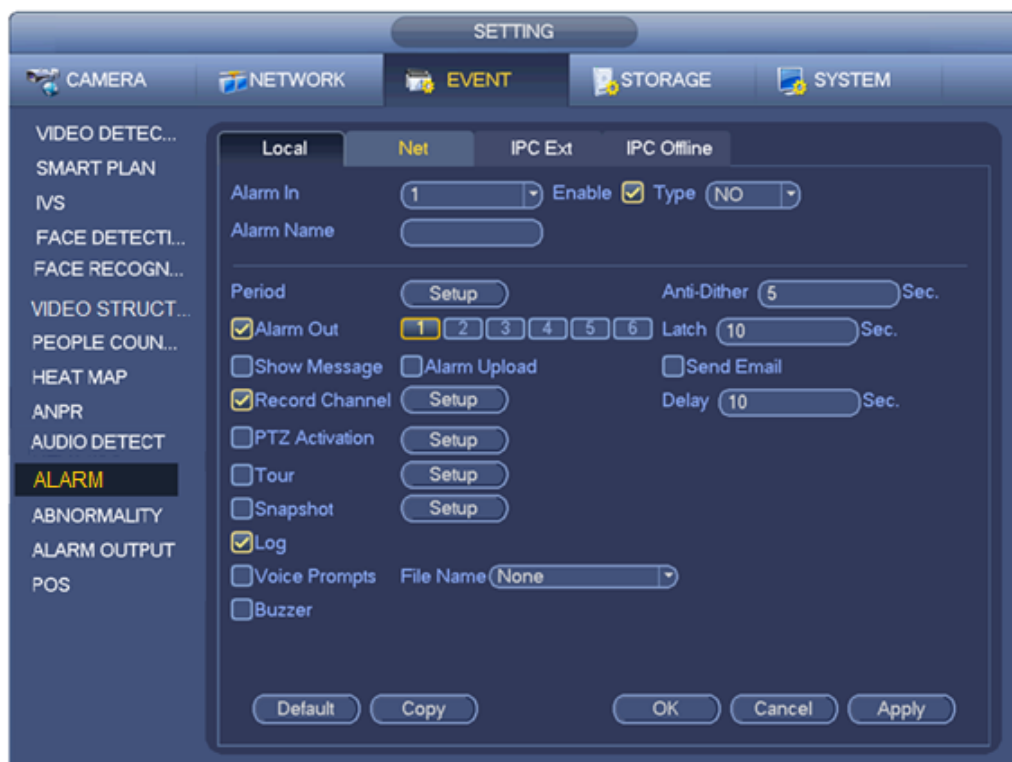 SETTING
CAMERA NETWORK EVENT STORAGE SYSTEM
VIDEO DETEC...
SMART PLAN
IVS
FACE DETECTI...
FACE RECOGN...
VIDEO STRUCT...
PEOPLE COUN...
HEAT MAP
ANPR
AUDIO DETECT
ALARM
ABNORMALITY
ALARM OUTPUT
POS
Local Net IPC Ext IPC Offline
Alarm In 1 Enable Type NO
Alarm Name
Period Setup Anti-Dither 5 Sec.
Alarm Out 1 2 3 4 5 6 Latch 10 Sec.
Show Message Alarm Upload Send Email
Record Channel Setup Delay 10 Sec.
PTZ Activation Setup
Tour Setup
Snapshot Setup
Log
Voice Prompts File Name None
Buzzer
Default Copy OK Cancel Apply